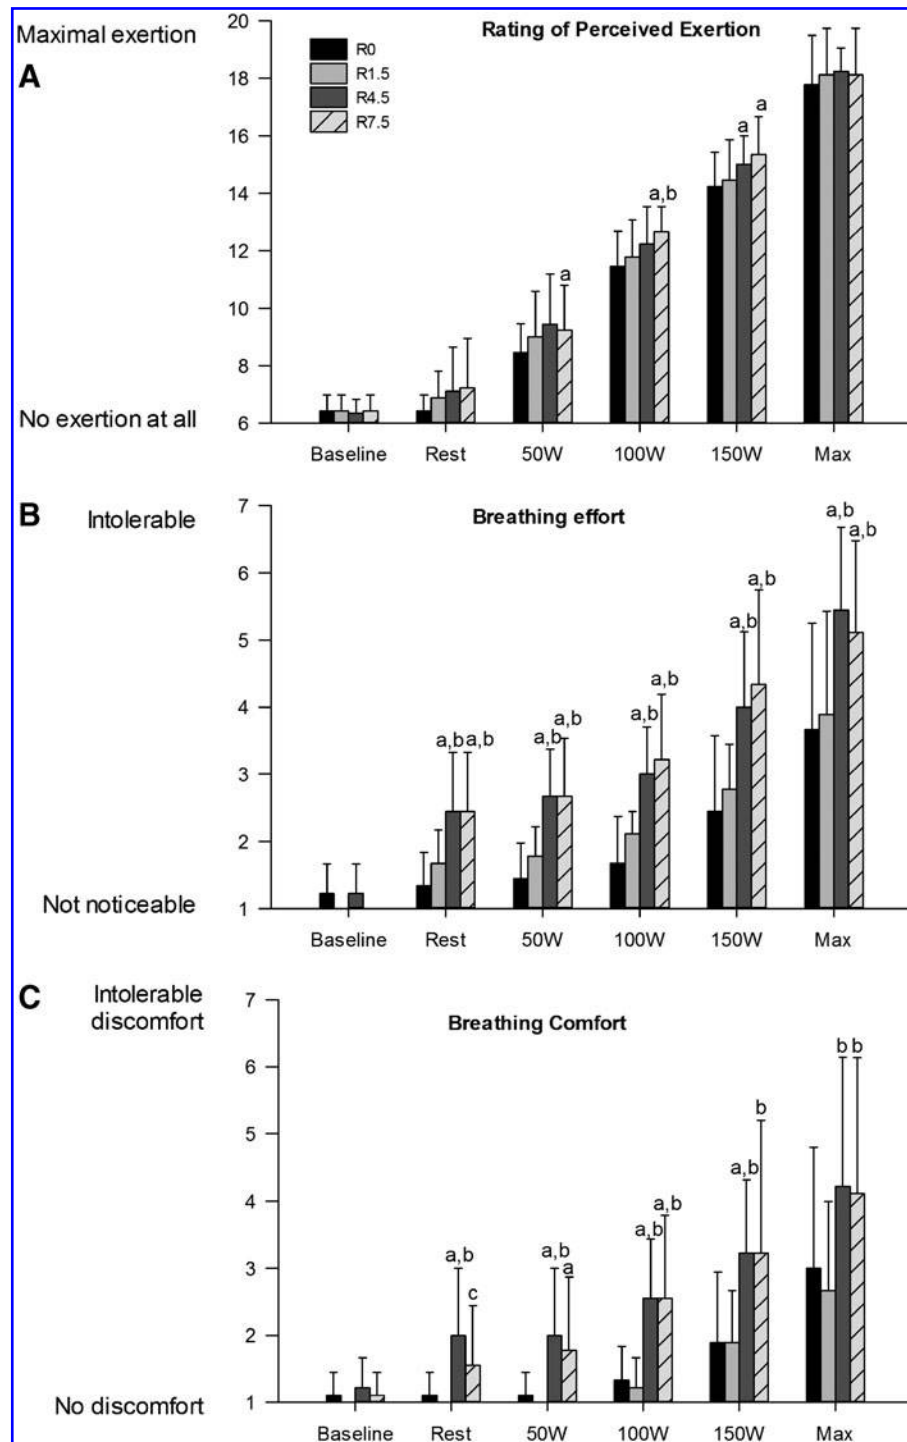 Maximal exertion
A
Rating of Perceived Exertion
20
18
16
14
12
10
8
6
R0
R1.5
R4.5
R7.5
a
a,b
a
a
No exertion at all
Baseline Rest 50W 100W 150W Max
B
Intolerable
Breathing effort
7
6
5
4
3
2
1
a,b a,b
a,b a,b
a,b a,b
a,b a,b
a,b a,b
Not noticeable
Baseline Rest 50W 100W 150W Max
C
Intolerable
discomfort
Breathing Comfort
7
6
5
4
3
2
1
a,b c
a,b a
a,b a,b
a,b b
b b
No discomfort
Baseline Rest 50W 100W 150W Max